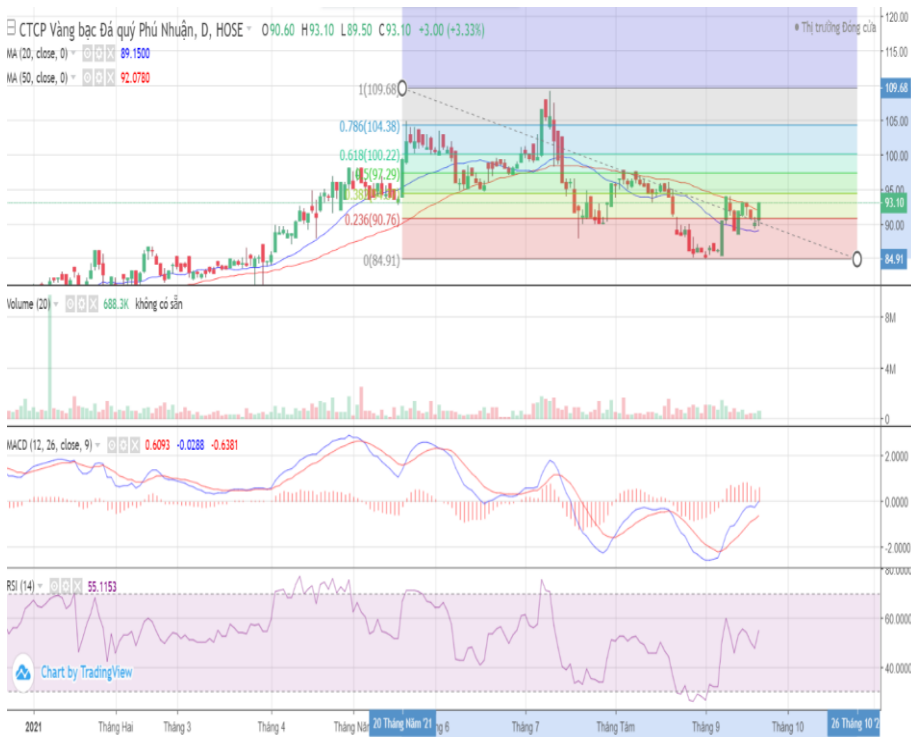 CTCP Vàng bạc Đá quý Phú Nhuận, D, HOSE O90.60 H93.10 L89.50 C93.10 +3.00 (+3.33%)
Thị trường Đóng cửa
MA (20, close, 0) 89.1500
MA (50, close, 0) 92.0780
120.00
115.00
1(109.68)
109.68
105.00
0.786(104.38)
0.618(100.22)
100.00
(97.29)
95.00
93.10
0.236(90.76)
90.00
0(84.91)
84.91
Volume (20) 688.3K không có sẵn
8M
4M
0
MACD (12, 26, close, 9) 0.6093 -0.0288 -0.6381
2.0000
0.0000
-2.0000
80.0000
RSI (14) 55.1153
60.0000
40.0000
Chart by TradingView
2021 Tháng Hai Tháng 3 Tháng 4 20 Tháng Năm '21 Tháng 7 Tháng Tám Tháng 9 Tháng 10 26 Tháng 10